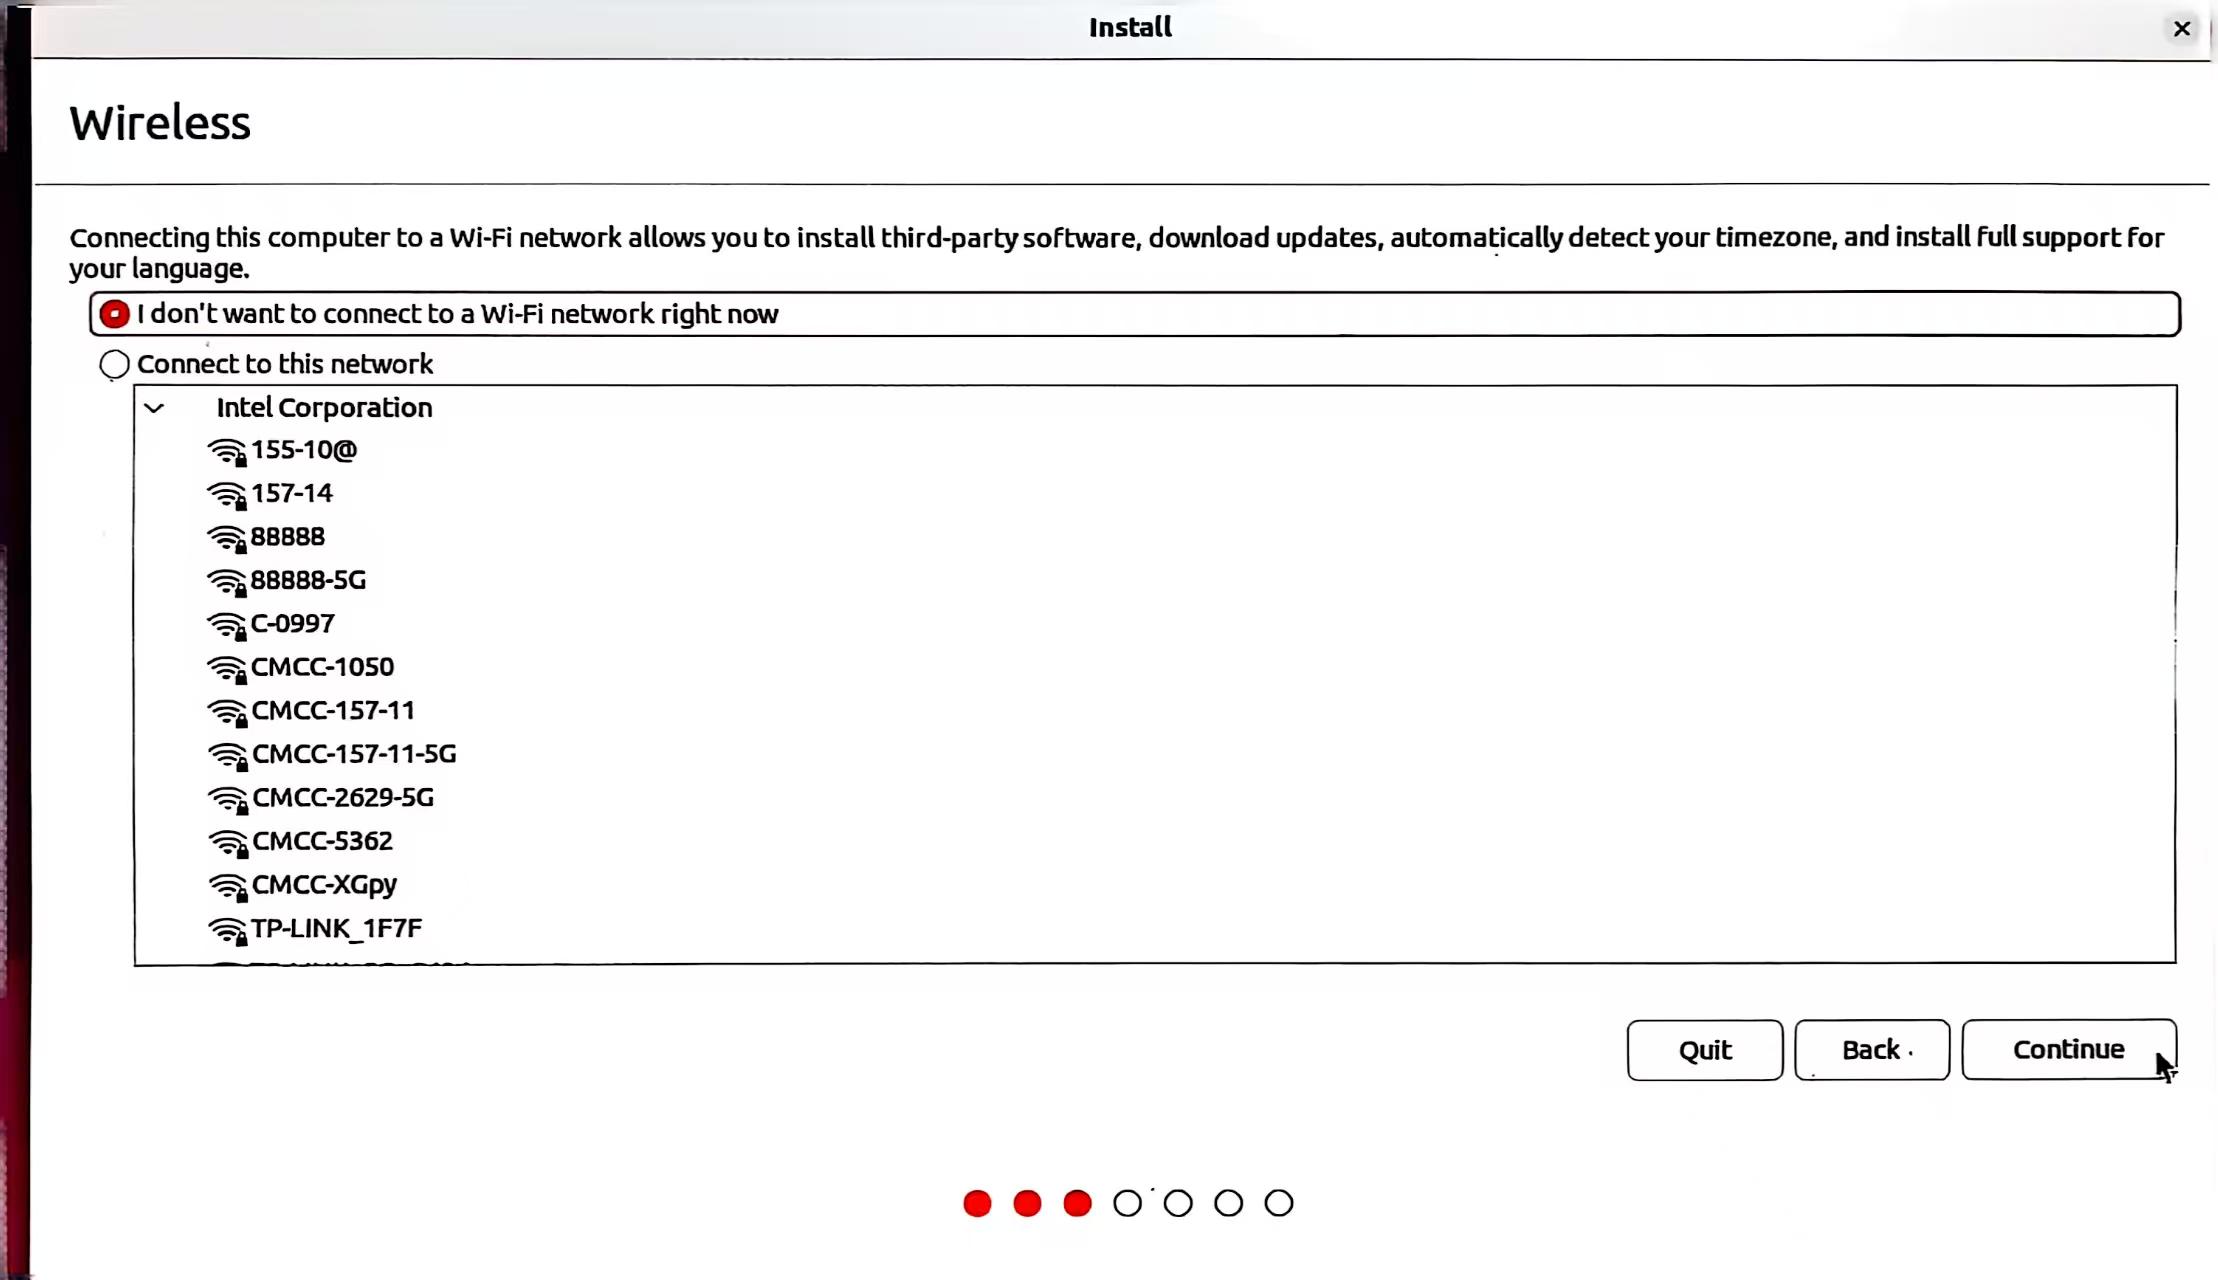 Install
Wireless
Connecting this computer to a Wi-Fi network allows you to install third-party software, download updates, automatically detect your timezone, and install full support for
your language.
I don't want to connect to a Wi-Fi network right now
Connect to this network
Intel Corporation
155-10@
157-14
88888
88888-5G
C-0997
CMCC-1050
CMCC-157-11
CMCC-157-11-5G
CMCC-2629-5G
CMCC-5362
CMCC-XGpy
TP-LINK_1F7F
Quit
Back
Continue